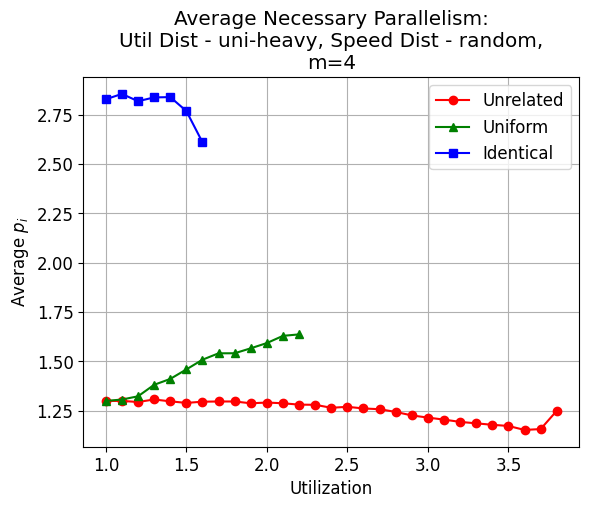 Average Necessary Parallelism:
Util Dist - uni-heavy, Speed Dist - random,
m=4
Unrelated
Uniform
Identical
Average $p_i$
2.75
2.50
2.25
2.00
1.75
1.50
1.25
1.0
1.5
2.0
2.5
3.0
3.5
Utilization